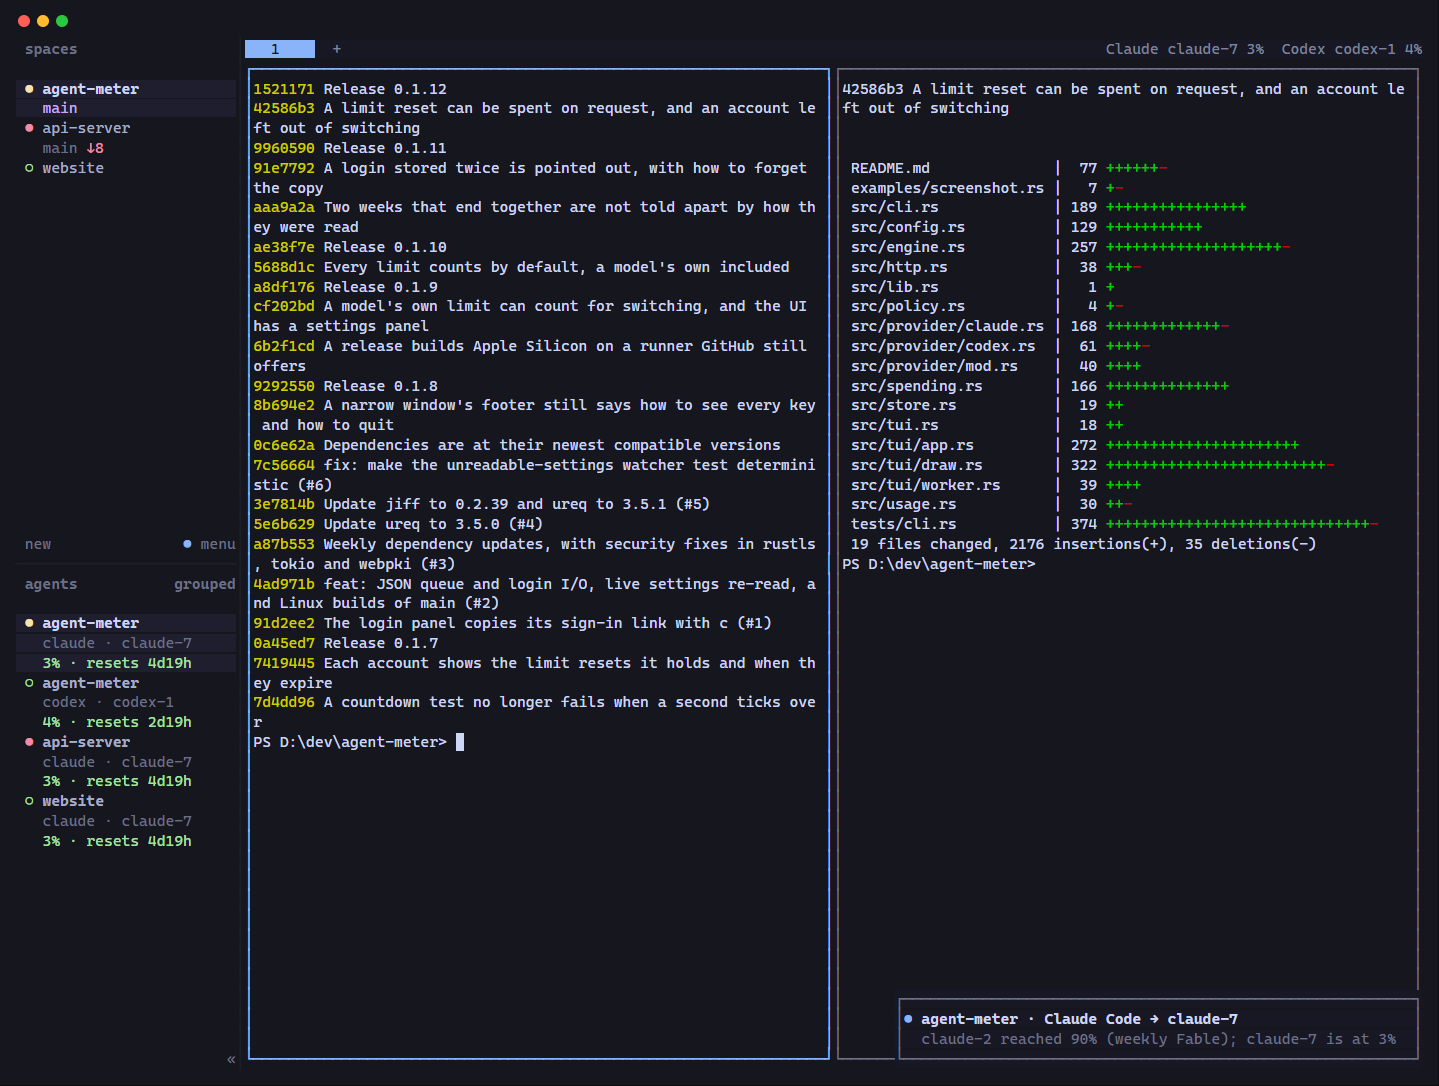 spaces
agent-meter
main
api-server
main ↓8
website
new
menu
agents grouped
agent-meter
claude · claude-7
3% · resets 4d19h
agent-meter
codex · codex-1
4% · resets 2d19h
api-server
claude · claude-7
3% · resets 4d19h
website
claude · claude-7
3% · resets 4d19h
«
1 +
Claude claude-7 3% Codex codex-1 4%
1521171 Release 0.1.12
42586b3 A limit reset can be spent on request, and an account le
ft out of switching
9960590 Release 0.1.11
91e7792 A login stored twice is pointed out, with how to forget
the copy
aaa9a2a Two weeks that end together are not told apart by how th
ey were read
ae38f7e Release 0.1.10
5688d1c Every limit counts by default, a model's own included
a8df176 Release 0.1.9
cf202bd A model's own limit can count for switching, and the UI
has a settings panel
6b2f1cd A release builds Apple Silicon on a runner GitHub still
offers
9292550 Release 0.1.8
8b694e2 A narrow window's footer still says how to see every key
and how to quit
0c6e62a Dependencies are at their newest compatible versions
7c56664 fix: make the unreadable-settings watcher test determini
stic (#6)
3e7814b Update jiff to 0.2.39 and ureq to 3.5.1 (#5)
5e6b629 Update ureq to 3.5.0 (#4)
a87b553 Weekly dependency updates, with security fixes in rustls
, tokio and webpki (#3)
4ad971b feat: JSON queue and login I/O, live settings re-read, a
nd Linux builds of main (#2)
91d2ee2 The login panel copies its sign-in link with c (#1)
0a45ed7 Release 0.1.7
7419445 Each account shows the limit resets it holds and when th
ey expire
7d4dd96 A countdown test no longer fails when a second ticks ove
r
PS D:\dev\agent-meter>
42586b3 A limit reset can be spent on request, and an account le
ft out of switching
README.md | 77 ++++++-
examples/screenshot.rs | 7 +-
src/cli.rs | 189 ++++++++++++++++
src/config.rs | 129 +++++++++++
src/engine.rs | 257 ++++++++++++++++++++-
src/http.rs | 38 +++-
src/lib.rs | 1 +
src/policy.rs | 4 +-
src/provider/claude.rs | 168 +++++++++++++-
src/provider/codex.rs | 61 ++++-
src/provider/mod.rs | 40 ++++
src/spending.rs | 166 ++++++++++++++
src/store.rs | 19 ++
src/tui.rs | 18 ++
src/tui/app.rs | 272 ++++++++++++++++++++++
src/tui/draw.rs | 322 +++++++++++++++++++++++++-
src/tui/worker.rs | 39 ++++
src/usage.rs | 30 ++-
tests/cli.rs | 374 ++++++++++++++++++++++++++++++-
19 files changed, 2176 insertions(+), 35 deletions(-)
PS D:\dev\agent-meter>
agent-meter · Claude Code → claude-7
claude-2 reached 90% (weekly Fable); claude-7 is at 3%